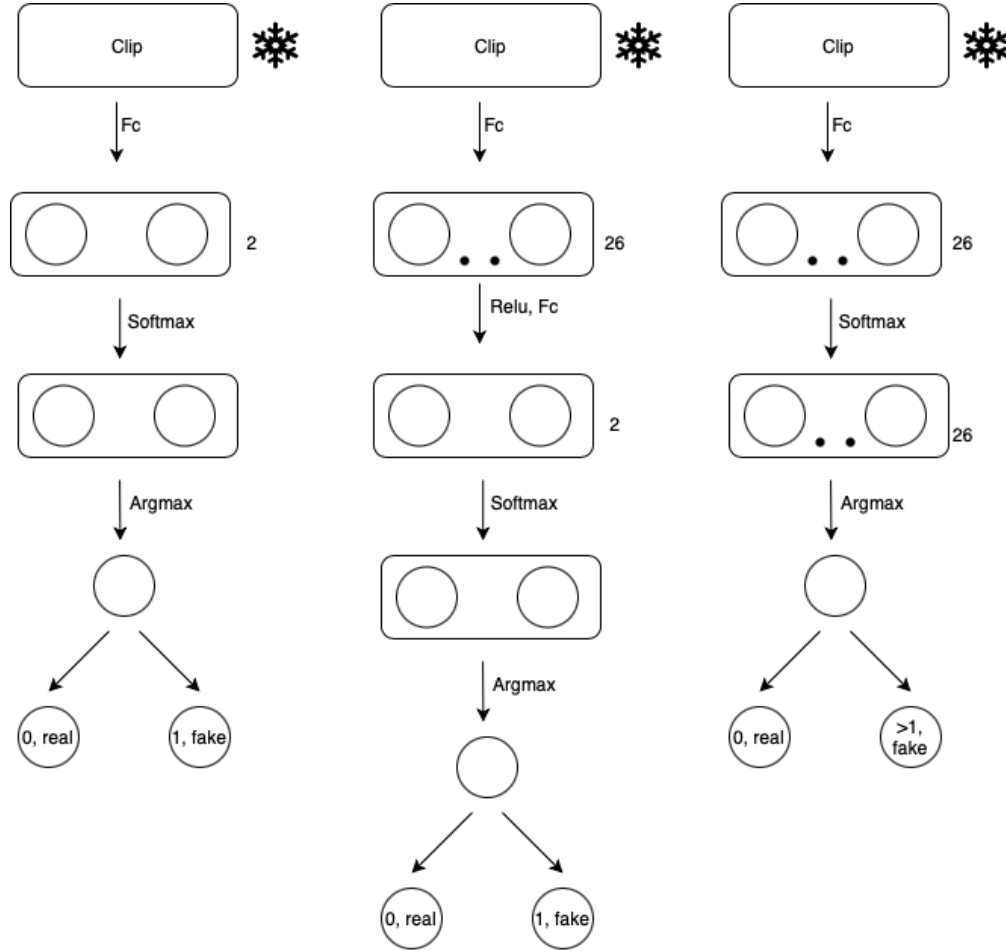 Clip
Clip
Clip
Fc
Fc
Fc
2
26
26
Softmax
Relu, Fc
Softmax
2
26
Argmax
Softmax
Argmax
0, real
1, fake
Argmax
0, real
>1,
fake
0, real
1, fake